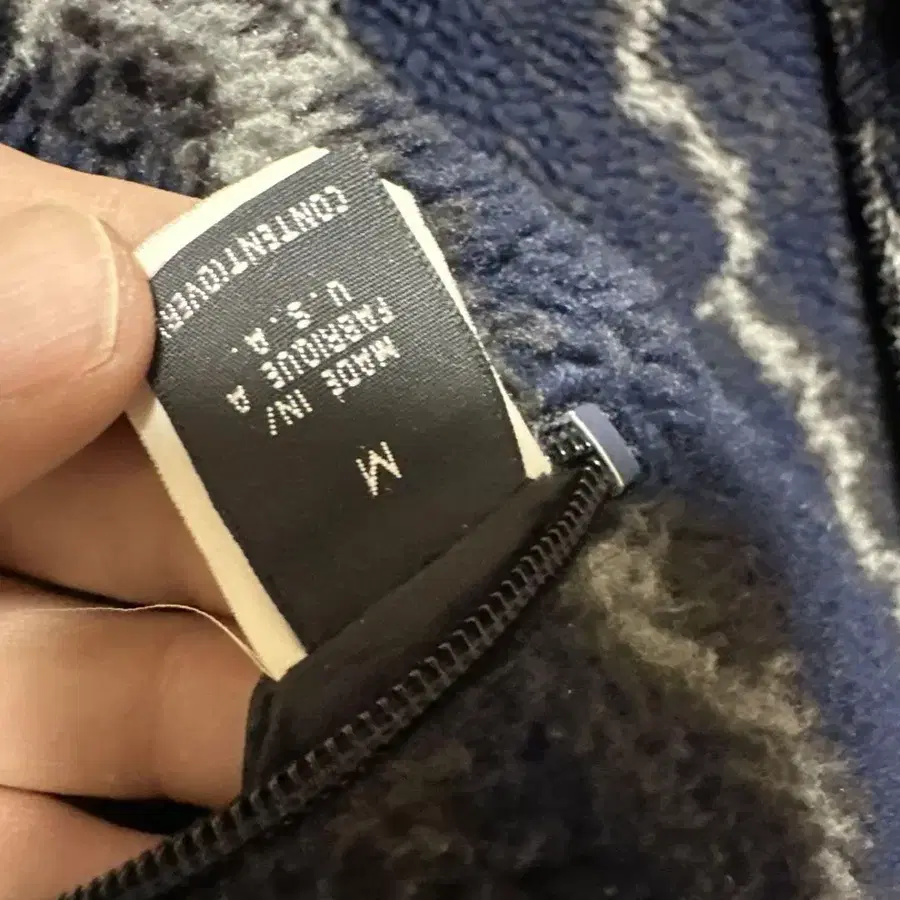 M
MADE IN/
FABRIQUE A
U.S.A.
CONTENT/OVER